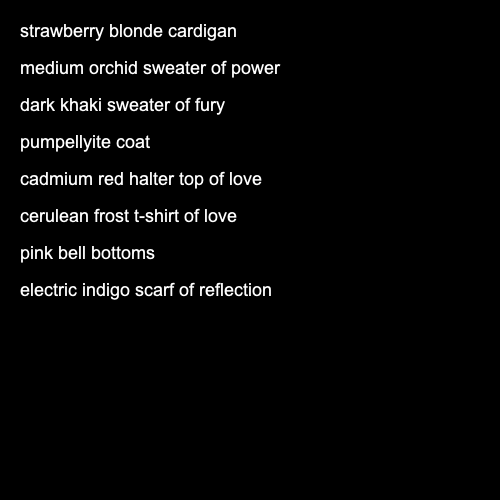 strawberry blonde cardigan
medium orchid sweater of power
dark khaki sweater of fury
pumpellyite coat
cadmium red halter top of love
cerulean frost t-shirt of love
pink bell bottoms
electric indigo scarf of reflection